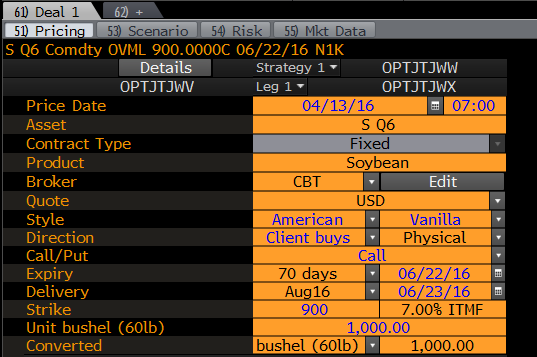 61) Deal 1 62) +
51) Pricing 53) Scenario 54) Risk 55) Mkt Data
S Q6 Comdty OVML 900.0000C 06/22/16 N1K
Details Strategy 1 OPTJTJWW
OPTJTJWV Leg 1 OPTJTJWX
Price Date 04/13/16 07:00
Asset S Q6
Contract Type Fixed
Product Soybean
Broker CBT Edit
Quote USD
Style American Vanilla
Direction Client buys Physical
Call/Put Call
Expiry 70 days 06/22/16
Delivery Aug16 06/23/16
Strike 900 7.00% ITMF
Unit bushel (60lb) 1,000.00
Converted bushel (60lb) 1,000.00